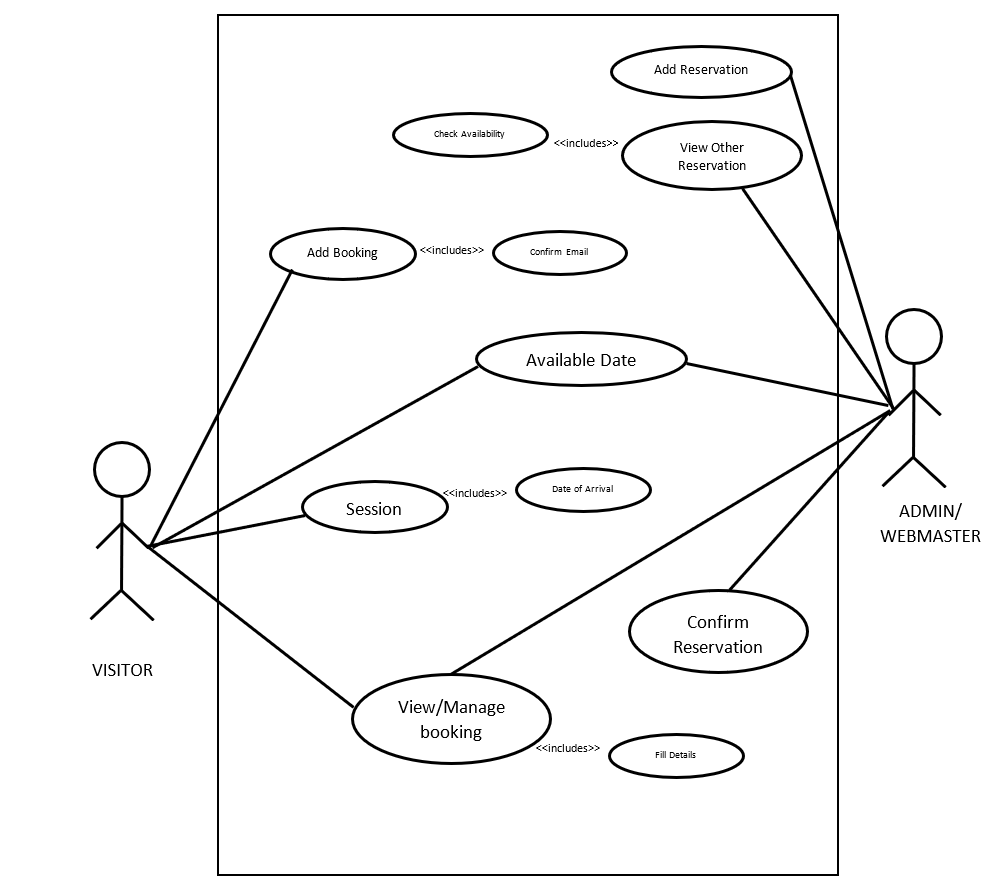 Add Reservation
Check Availability
<<includes>>
View Other
Reservation
Add Booking
<<includes>>
Confirm Email
Available Date
Session
<<includes>>
Date of Arrival
ADMIN/
WEBMASTER
Confirm
Reservation
VISITOR
View/Manage
booking
<<includes>>
Fill Details